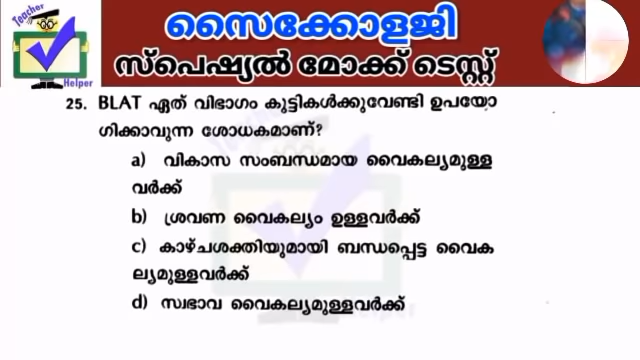 Teacher
Helper
സൈക്കോളജി
സ്പെഷ്യൽ മോക്ക് ടെസ്റ്റ്
25. BLAT ഏത് വിഭാഗം കുട്ടികൾക്കുവേണ്ടി ഉപയോ
ഗിക്കാവുന്ന ശോധകമാണ്?
a) വികാസ സംബന്ധമായ വൈകല്യമുള്ള
വർക്ക്
b) ശ്രവണ വൈകല്യം ഉള്ളവർക്ക്
c) കാഴ്ചശക്തിയുമായി ബന്ധപ്പെട്ട വൈക
ല്യമുള്ളവർക്ക്
d) സ്വഭാവ വൈകല്യമുള്ളവർക്ക്